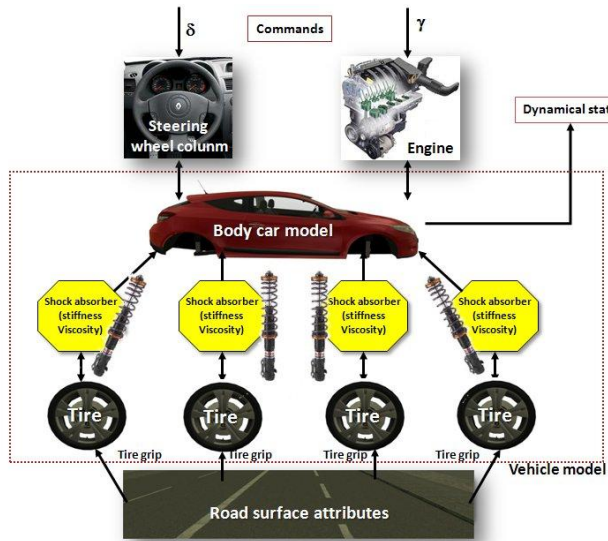 δ
Commands
γ
Steering
wheel colunm
Engine
Dynamical stat
Body car model
Shock absorber
(stiffness
Viscosity)
Shock absorber
(stiffness
Viscosity)
Shock absorber
(stiffness
Viscosity)
Shock absorber
(stiffness
Viscosity)
Tire
Tire
Tire
Tire
Tire grip
Tire grip
Tire grip
Tire grip
Vehicle model
Road surface attributes